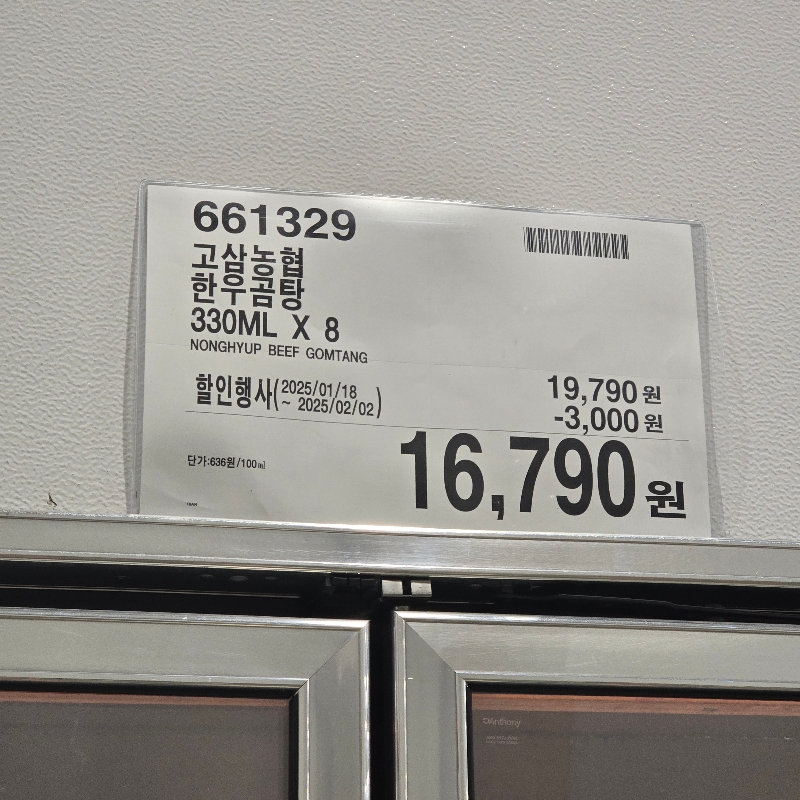 661329
고삼농협
한우곰탕
330ML X 8
NONGHYUP BEEF GOMTANG
할인행사(2025/01/18
~ 2025/02/02)
19,790 원
-3,000 원
16,790 원
단가:636원/100㎖
Anthony